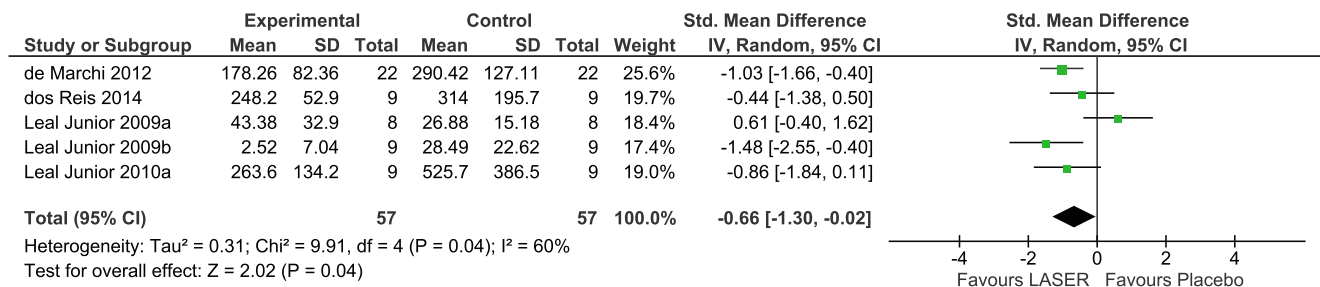 Experimental Control Std. Mean Difference Std. Mean Difference
Study or Subgroup Mean SD Total Mean SD Total Weight IV, Random, 95% CI IV, Random, 95% CI
de Marchi 2012 178.26 82.36 22 290.42 127.11 22 25.6% -1.03 [-1.66, -0.40]
dos Reis 2014 248.2 52.9 9 314 195.7 9 19.7% -0.44 [-1.38, 0.50]
Leal Junior 2009a 43.38 32.9 8 26.88 15.18 8 18.4% 0.61 [-0.40, 1.62]
Leal Junior 2009b 2.52 7.04 9 28.49 22.62 9 17.4% -1.48 [-2.55, -0.40]
Leal Junior 2010a 263.6 134.2 9 525.7 386.5 9 19.0% -0.86 [-1.84, 0.11]
Total (95% CI) 57 57 100.0% -0.66 [-1.30, -0.02]
Heterogeneity: Tau² = 0.31; Chi² = 9.91, df = 4 (P = 0.04); I² = 60%
Test for overall effect: Z = 2.02 (P = 0.04)
-4 -2 0 2 4
Favours LASER Favours Placebo